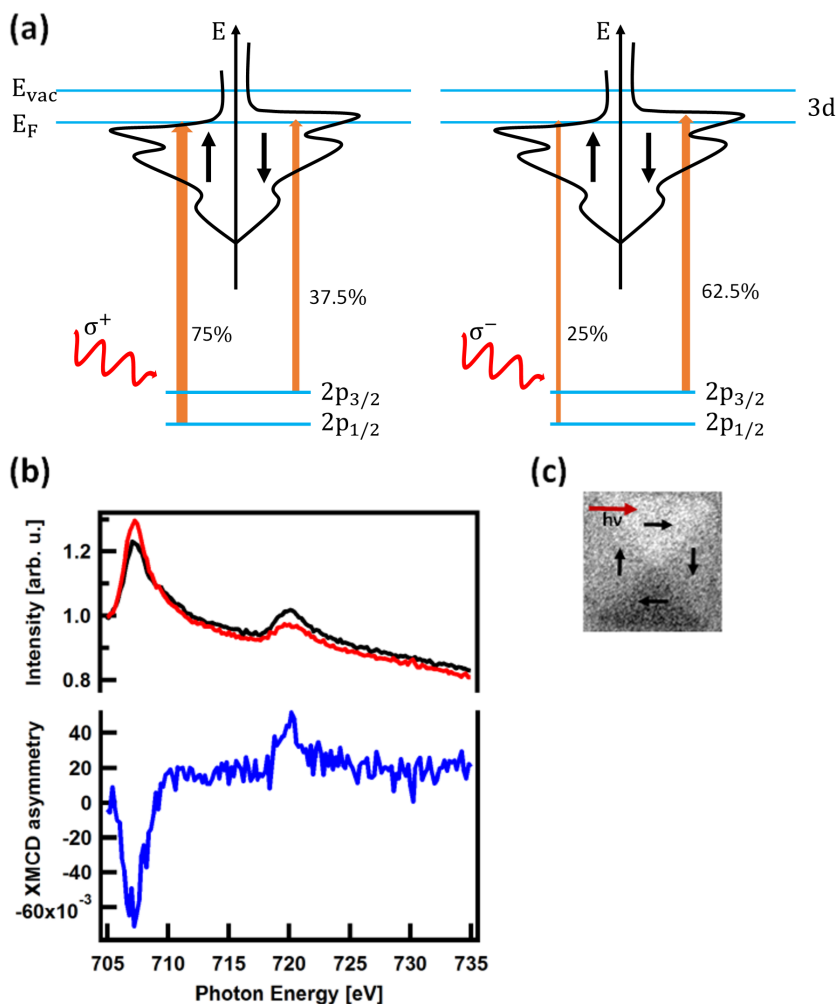 (a)
E
E
E_vac
E_F
3d
37.5%
62.5%
σ⁺
75%
σ⁻
25%
2p_3/2
2p_3/2
2p_1/2
2p_1/2
(b)
(c)
hν
Intensity [arb. u.]
1.2
1.0
0.8
XMCD asymmetry
40
20
0
-20
-40
-60x10⁻³
705 710 715 720 725 730 735
Photon Energy [eV]